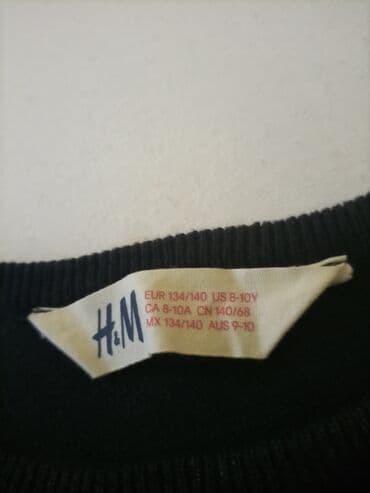 H&M
EUR 134/140 US 8-10Y
CA 8-10A CN 140/68
MX 134/140 AUS 9-10